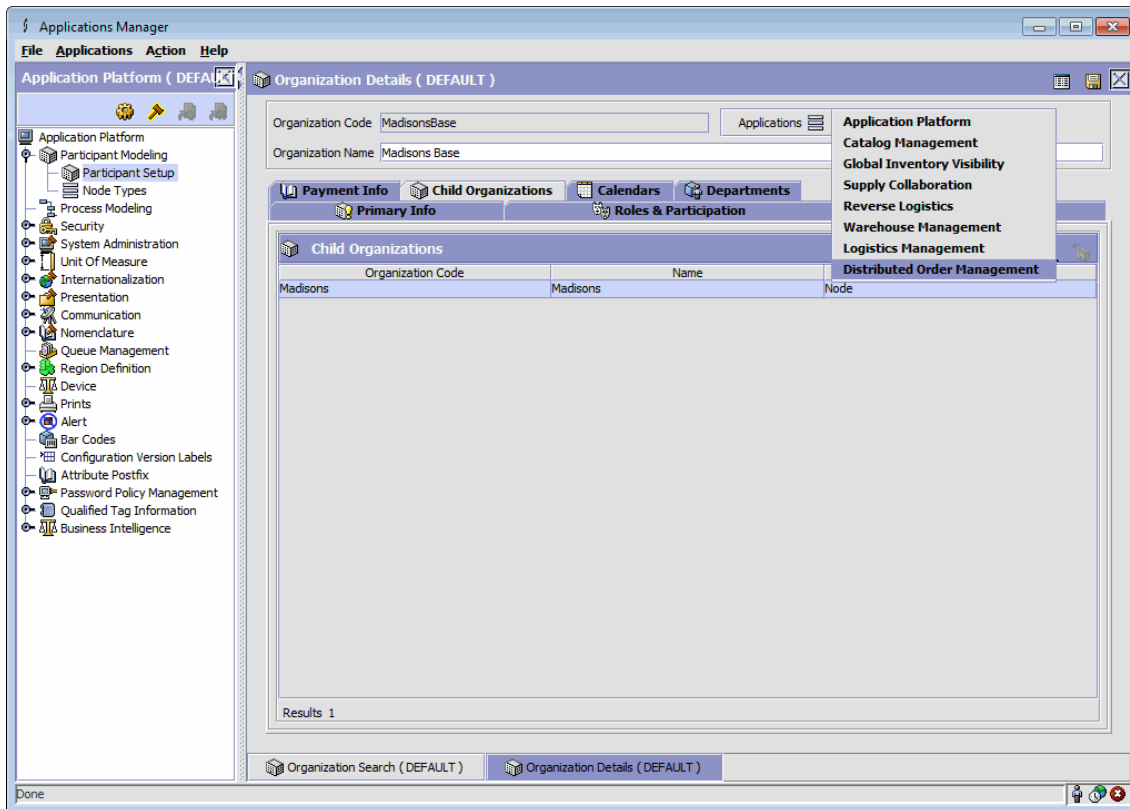 Applications Manager
File Applications Action Help
Application Platform ( DEFAU
Organization Details ( DEFAULT )
Application Platform
Participant Modeling
Participant Setup
Node Types
Process Modeling
Security
System Administration
Unit Of Measure
Internationalization
Presentation
Communication
Nomenclature
Queue Management
Region Definition
Device
Prints
Alert
Bar Codes
Configuration Version Labels
Attribute Postfix
Password Policy Management
Qualified Tag Information
Business Intelligence
Organization Code MadisonsBase
Applications
Organization Name Madisons Base
Application Platform
Catalog Management
Global Inventory Visibility
Supply Collaboration
Reverse Logistics
Warehouse Management
Logistics Management
Distributed Order Management
Payment Info Child Organizations Calendars Departments
Primary Info Roles & Participation
Child Organizations
Organization Code Name
Madisons Madisons Node
Results 1
Organization Search ( DEFAULT ) Organization Details ( DEFAULT )
Done